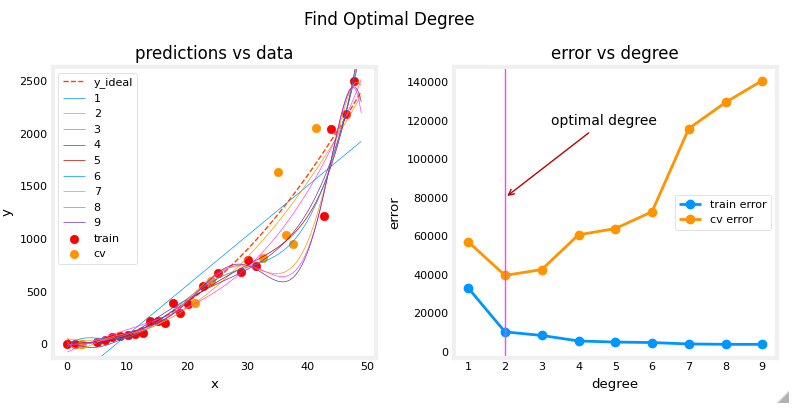 Find Optimal Degree
predictions vs data
y_ideal
1
2
3
4
5
6
7
8
9
train
cv
2500
2000
1500
1000
500
0
y
0 10 20 30 40 50
x
error vs degree
optimal degree
train error
cv error
140000
120000
100000
80000
60000
40000
20000
0
error
1 2 3 4 5 6 7 8 9
degree